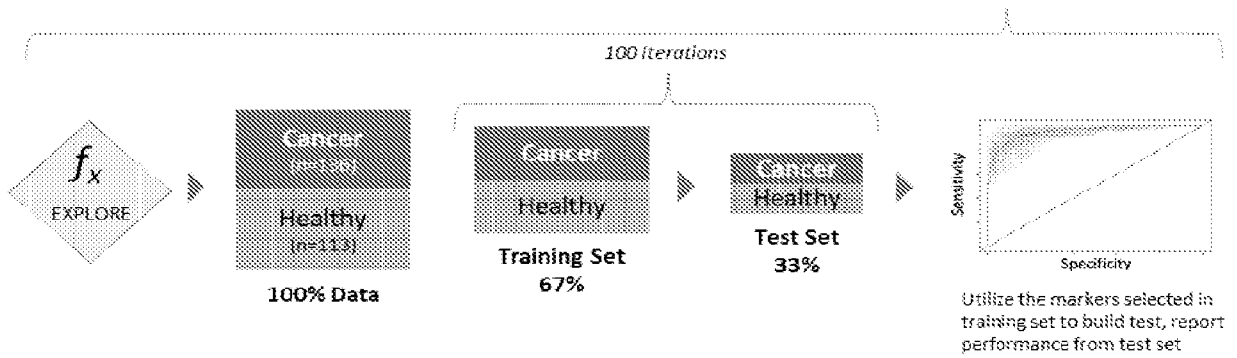 100 iterations
fx
EXPLORE
Cancer
Healthy
(n=113)
100% Data
Cancer
Healthy
Training Set
67%
Cancer
Healthy
Test Set
33%
Sensitivity
Specificity
Utilize the markers selected in
training set to build test, report
performance from test set